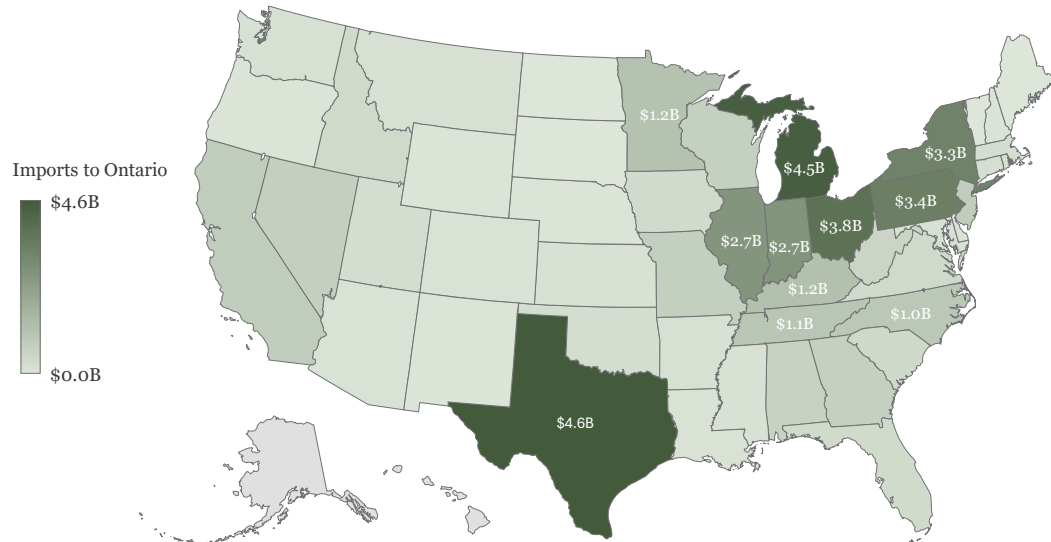 Imports to Ontario
$4.6B
$0.0B
$1.2B
$4.5B
$3.3B
$3.4B
$3.8B
$2.7B
$2.7B
$1.2B
$1.1B
$1.0B
$4.6B